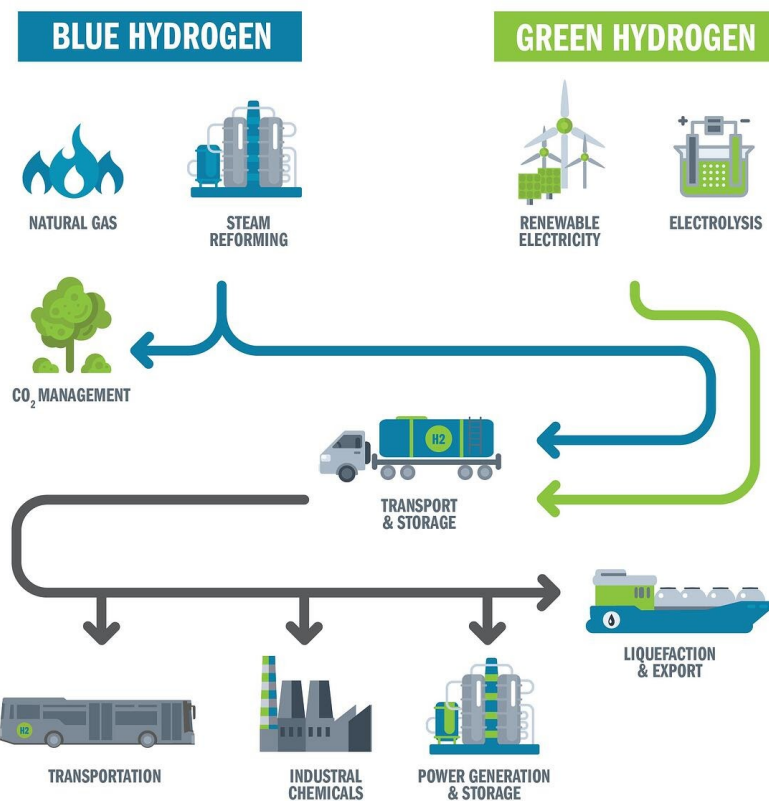 BLUE HYDROGEN
GREEN HYDROGEN
NATURAL GAS
STEAM
REFORMING
RENEWABLE
ELECTRICITY
+ -
ELECTROLYSIS
CO₂ MANAGEMENT
H2
TRANSPORT
& STORAGE
LIQUEFACTION
& EXPORT
H2
TRANSPORTATION
INDUSTRAL
CHEMICALS
POWER GENERATION
& STORAGE